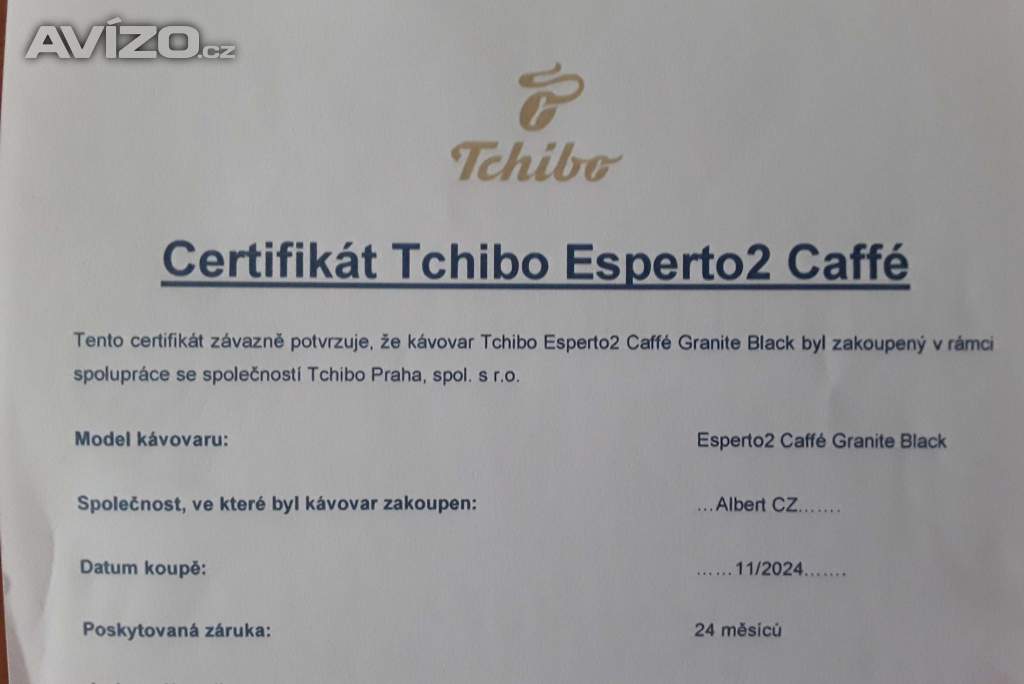 AVÍZO.cz
Tchibo
Certifikát Tchibo Esperto2 Caffé
Tento certifikát závazně potvrzuje, že kávovar Tchibo Esperto2 Caffé Granite Black byl zakoupený v rámci
spolupráce se společností Tchibo Praha, spol. s r.o.
Model kávovaru: Esperto2 Caffé Granite Black
Společnost, ve které byl kávovar zakoupen: …Albert CZ…….
Datum koupě: ……11/2024…….
Poskytovaná záruka: 24 měsíců